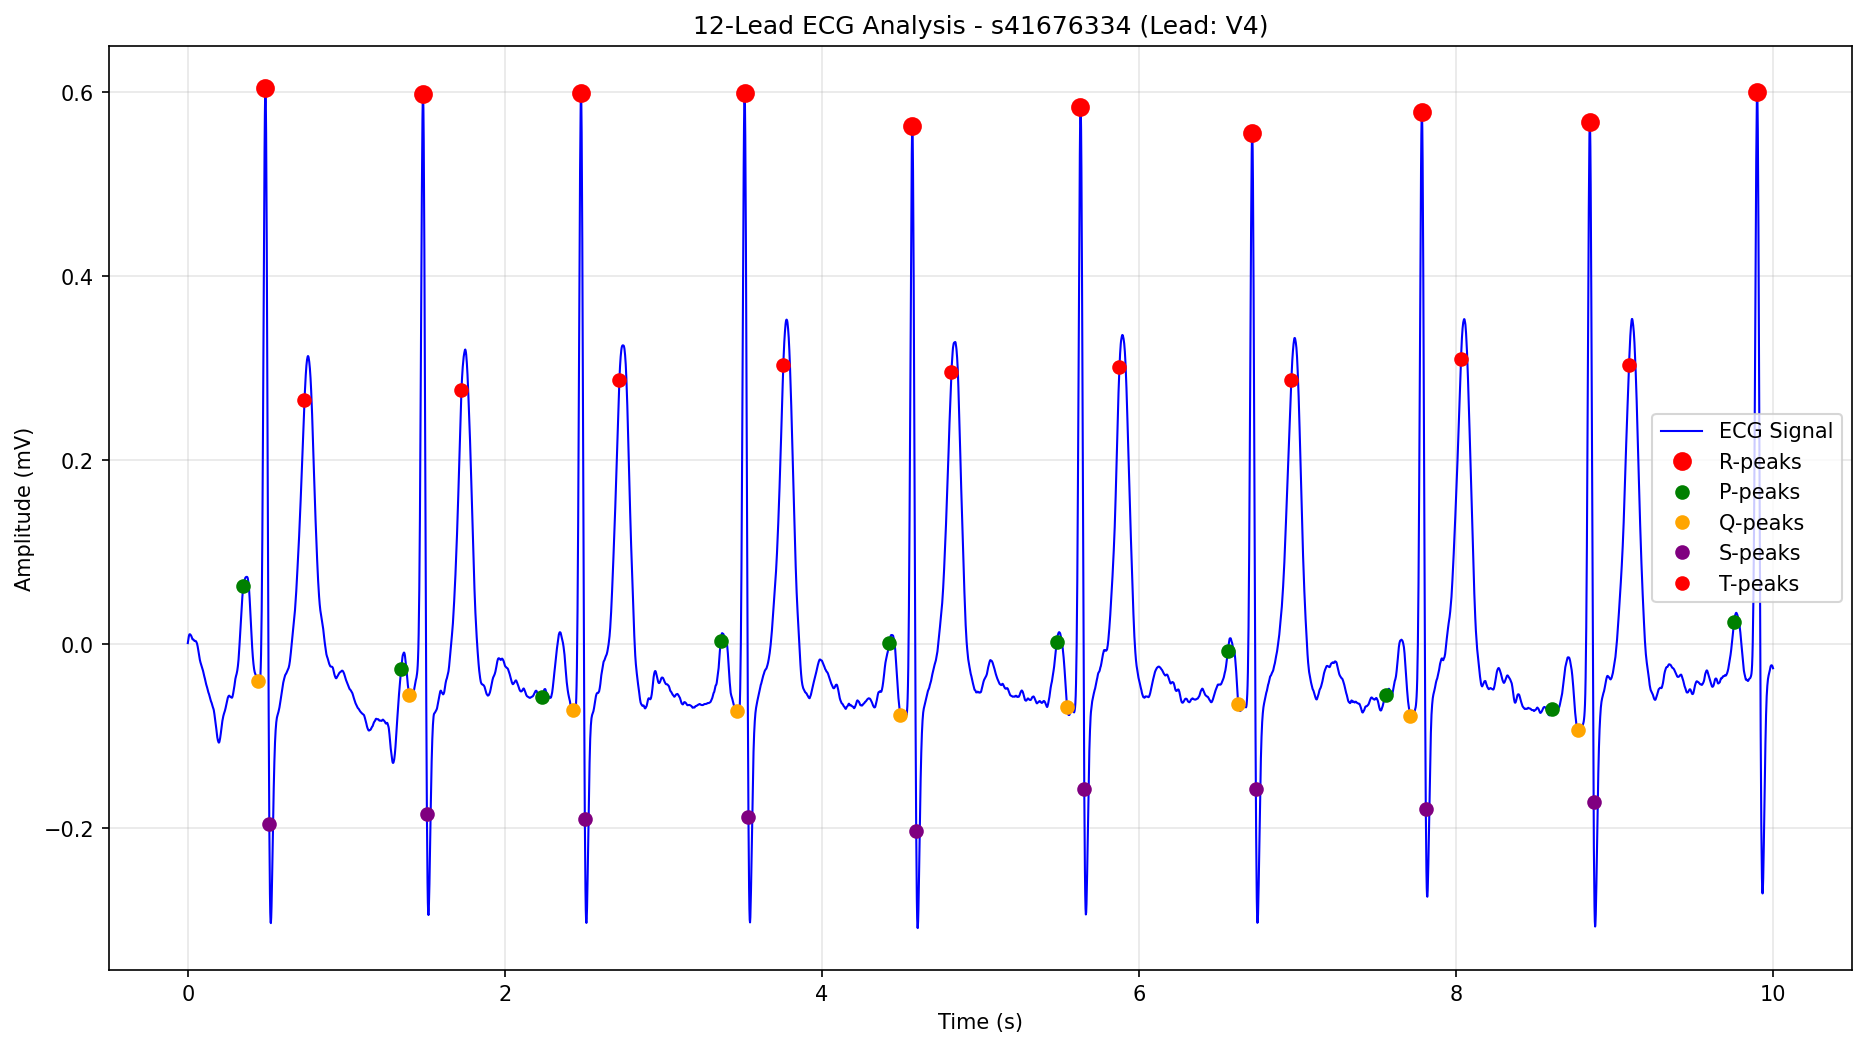 12-Lead ECG Analysis - s41676334 (Lead: V4)
Amplitude (mV)
0.6
0.4
0.2
0.0
−0.2
ECG Signal
R-peaks
P-peaks
Q-peaks
S-peaks
T-peaks
0
2
4
6
8
10
Time (s)